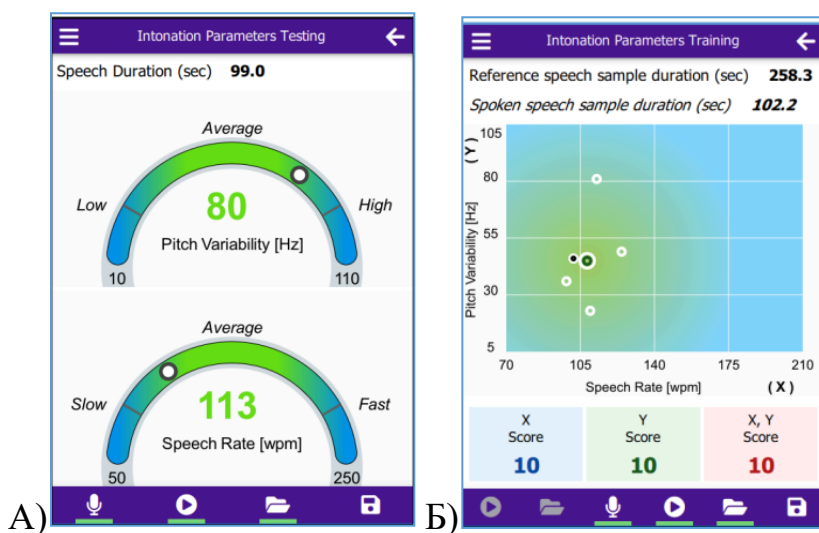 Intonation Parameters Testing
Speech Duration (sec) 99.0
Average
Low
80
High
Pitch Variability [Hz]
10
110
Average
Slow
113
Fast
Speech Rate [wpm]
50
250
А)
Intonation Parameters Training
Reference speech sample duration (sec) 258.3
Spoken speech sample duration (sec) 102.2
( Y )
Pitch Variability [Hz]
105
80
55
30
5
70 105 140 175 210
Speech Rate [wpm] ( X )
X Score 10
Y Score 10
X, Y Score 10
Б)